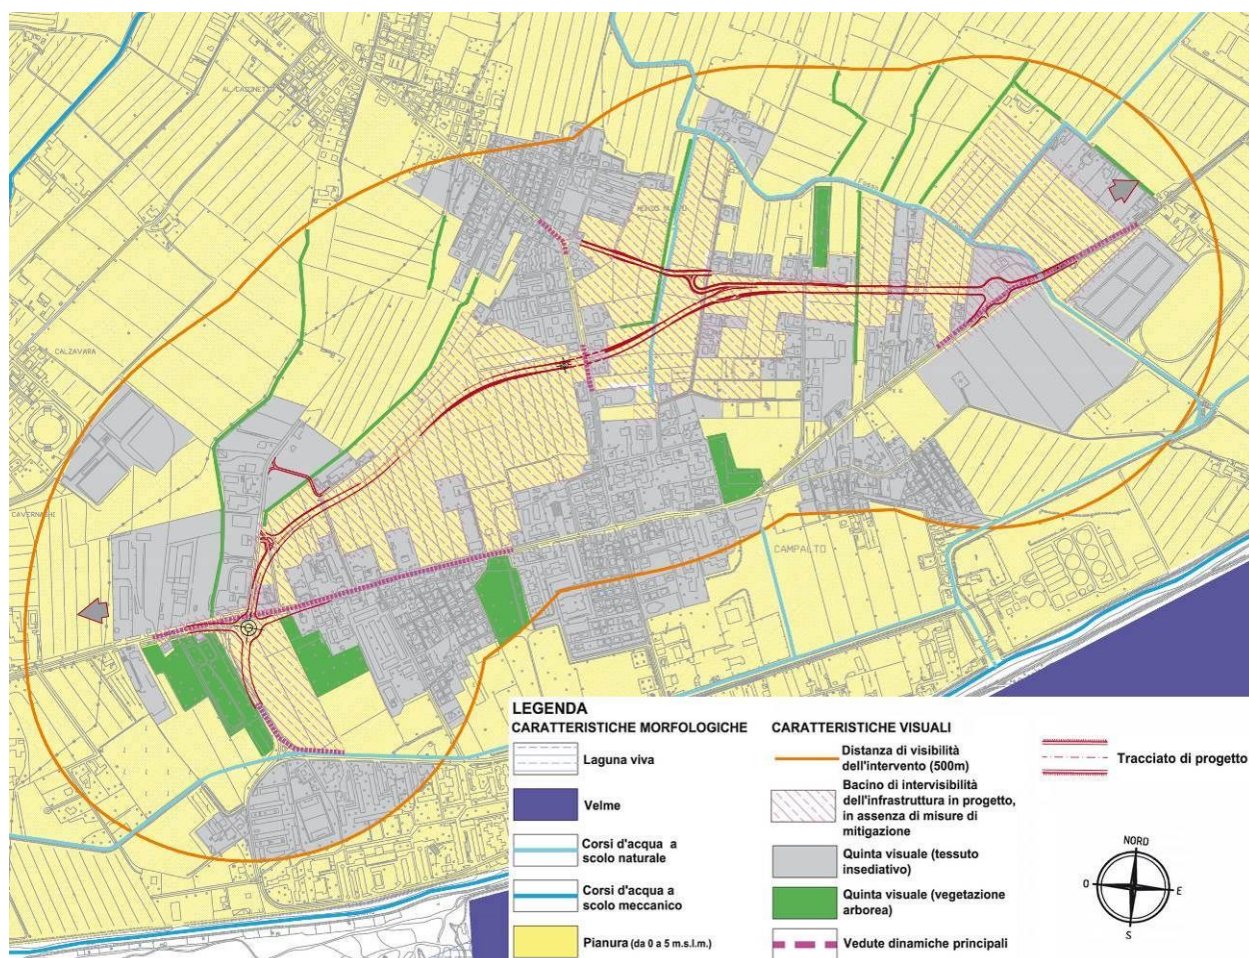 AL CASONETTO
CALZAVARA
CAMPALTO
LEGENDA
CARATTERISTICHE MORFOLOGICHE
Laguna viva
Velme
Corsi d'acqua a
scolo naturale
Corsi d'acqua a
scolo meccanico
Pianura (da 0 a 5 m.s.l.m.)
CARATTERISTICHE VISUALI
Distanza di visibilità
dell'intervento (500m)
Bacino di intervisibilità
dell'infrastruttura in progetto,
in assenza di misure di
mitigazione
Quinta visuale (tessuto
insediativo)
Quinta visuale (vegetazione
arborea)
Vedute dinamiche principali
Tracciato di progetto
NORD
O
E
S